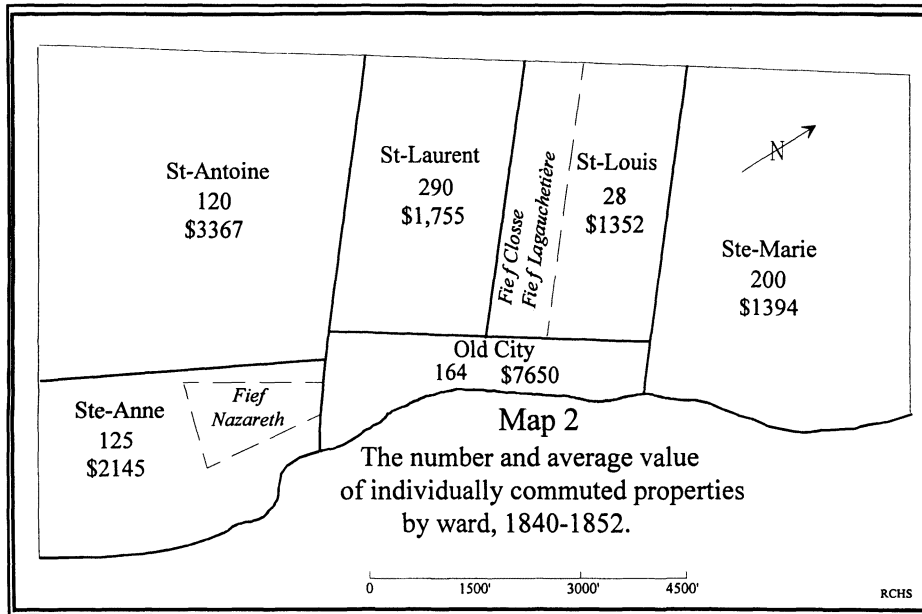 St-Antoine
120
$3367
St-Laurent
290
$1,755
Fief Closse
Fief Lagauchetière
St-Louis
28
$1352
N
Ste-Marie
200
$1394
Old City
164 $7650
Ste-Anne
125
$2145
Fief
Nazareth
Map 2
The number and average value
of individually commuted properties
by ward, 1840-1852.
0 1500' 3000' 4500'
RCHS